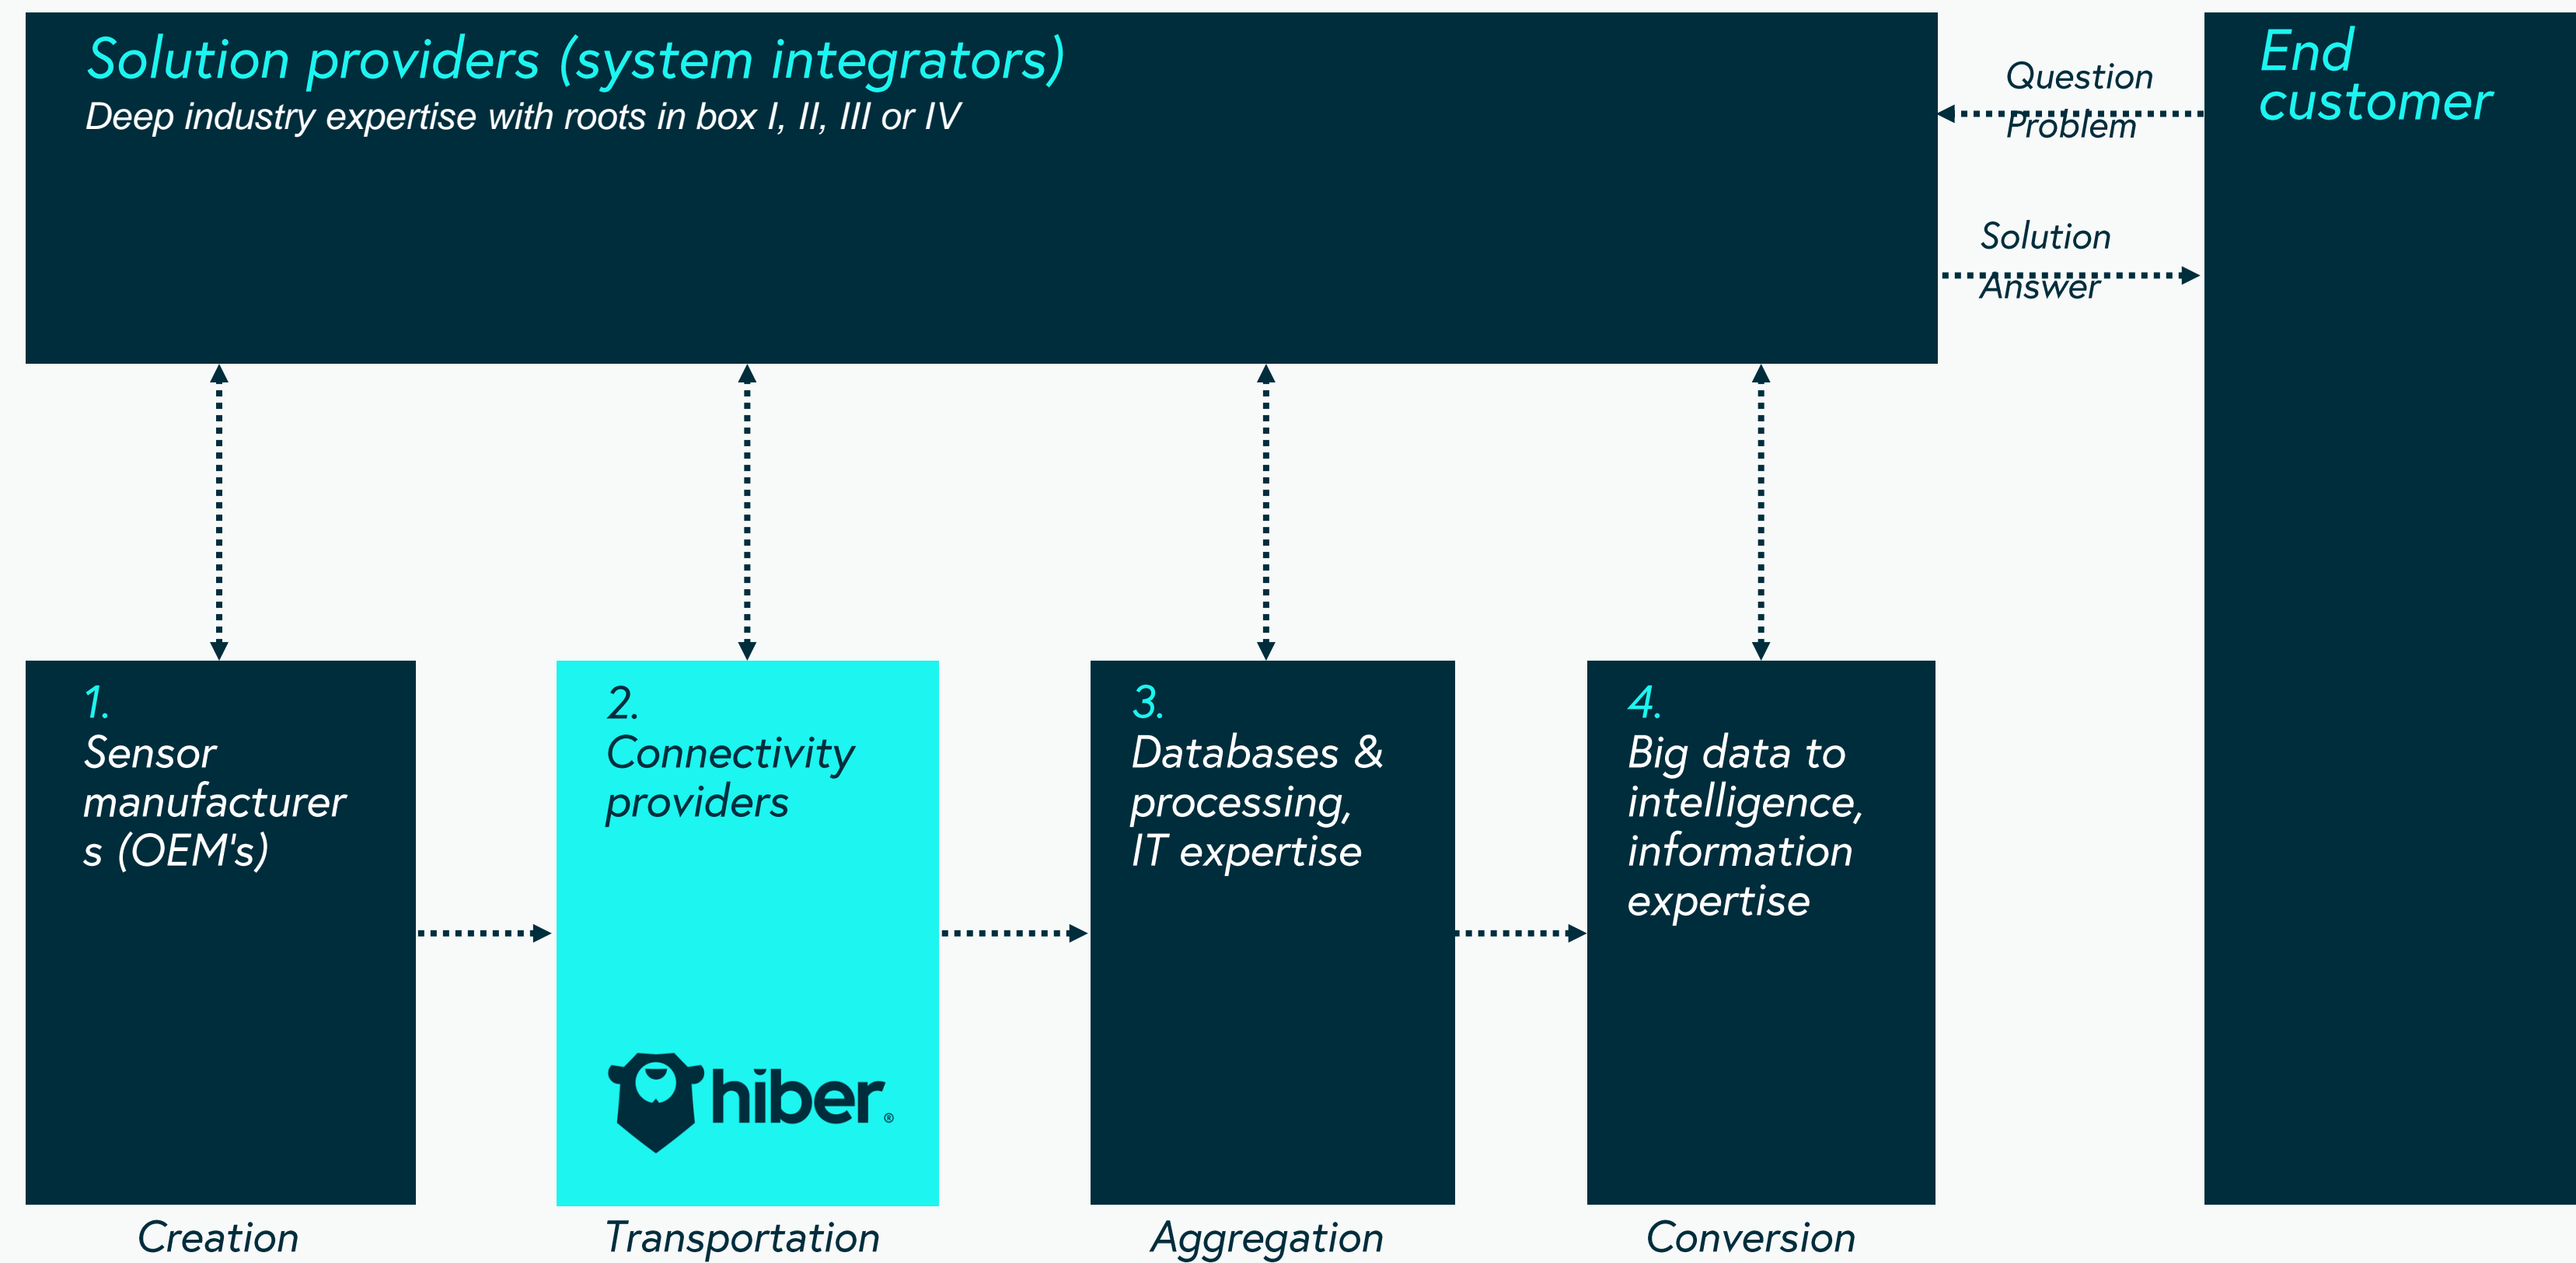 Solution providers (system integrators)
Deep industry expertise with roots in box I, II, III or IV
Question
Problem
Solution
Answer
End
customer
1.
Sensor
manufacturer
s (OEM's)
2.
Connectivity
providers
hiber®
3.
Databases &
processing,
IT expertise
4.
Big data to
intelligence,
information
expertise
Creation
Transportation
Aggregation
Conversion